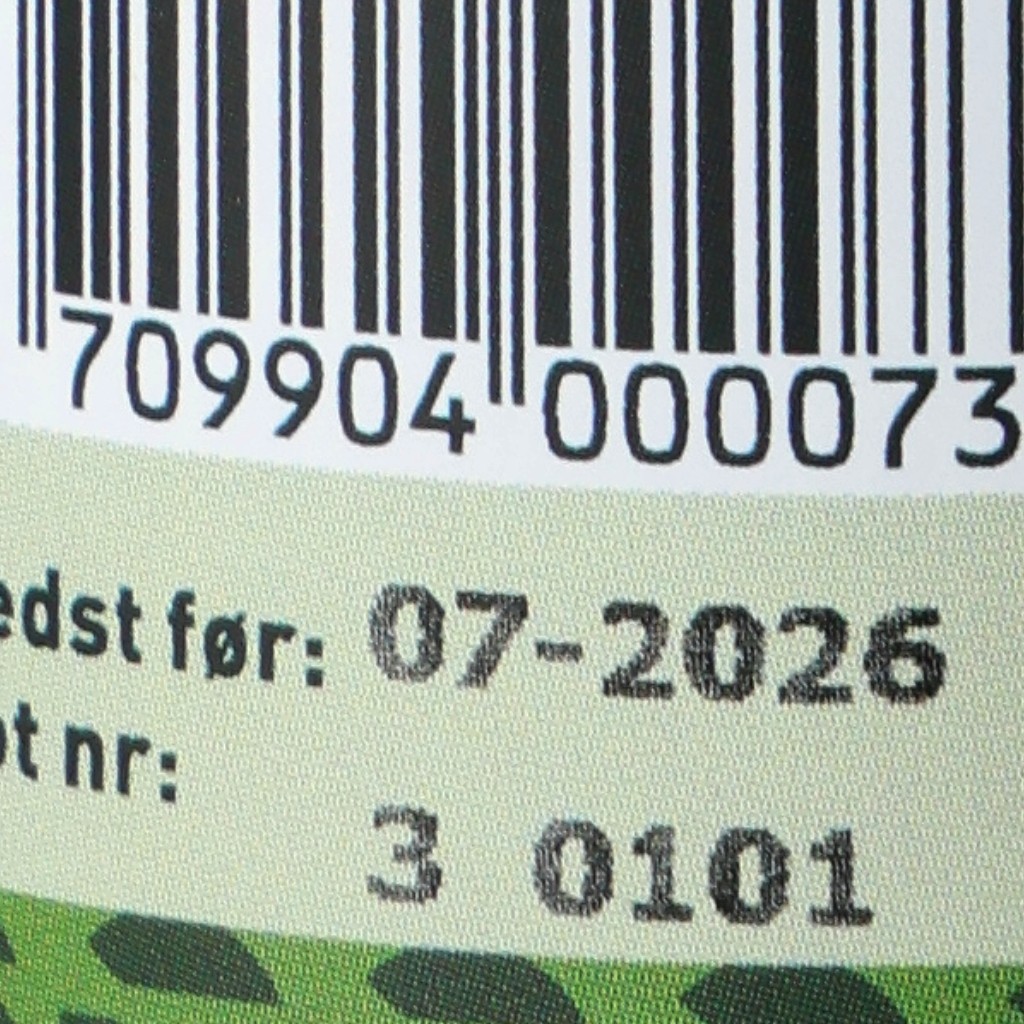 709904 000073
edst før: 07-2026
ot nr:
3 0101